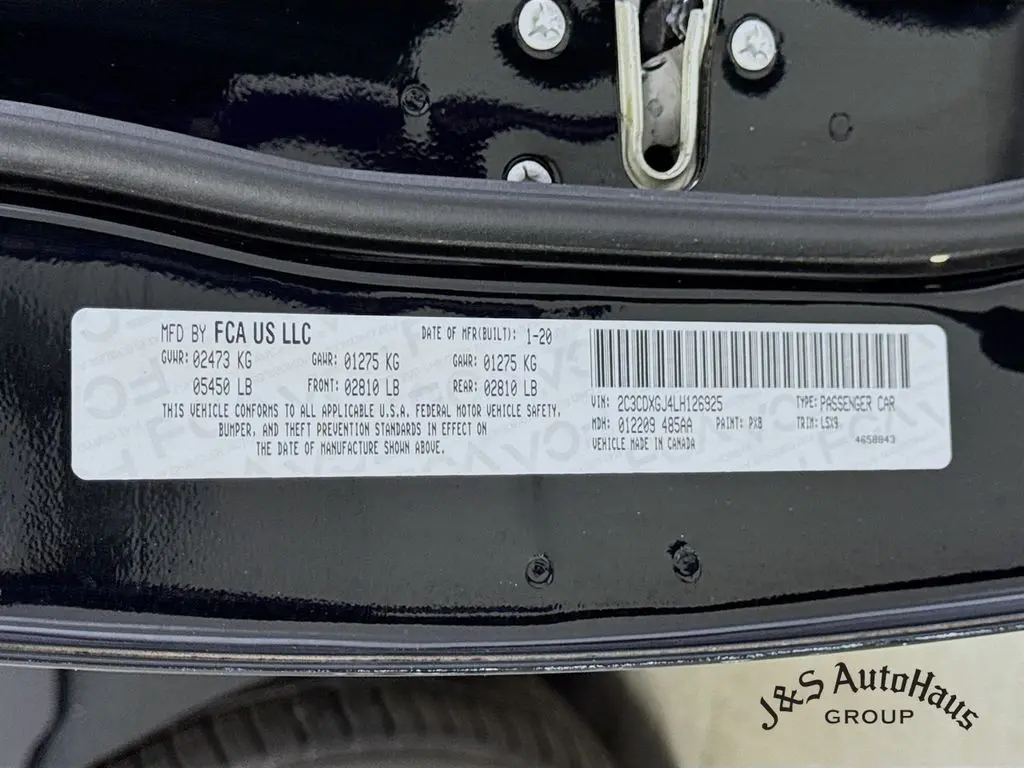 MFD BY FCA US LLC DATE OF MFR(BUILT): 1-20
GVWR: 02473 KG GAWR: 01275 KG GAWR: 01275 KG
05450 LB FRONT: 02810 LB REAR: 02810 LB
THIS VEHICLE CONFORMS TO ALL APPLICABLE U.S.A. FEDERAL MOTOR VEHICLE SAFETY,
BUMPER, AND THEFT PREVENTION STANDARDS IN EFFECT ON
THE DATE OF MANUFACTURE SHOWN ABOVE.
VIN: 2C3CDXGJ4LH126925 TYPE: PASSENGER CAR
MDH: 012209 485AA PAINT: PX8 TRIM: LSX9
VEHICLE MADE IN CANADA 4658843
J&S AutoHaus
GROUP